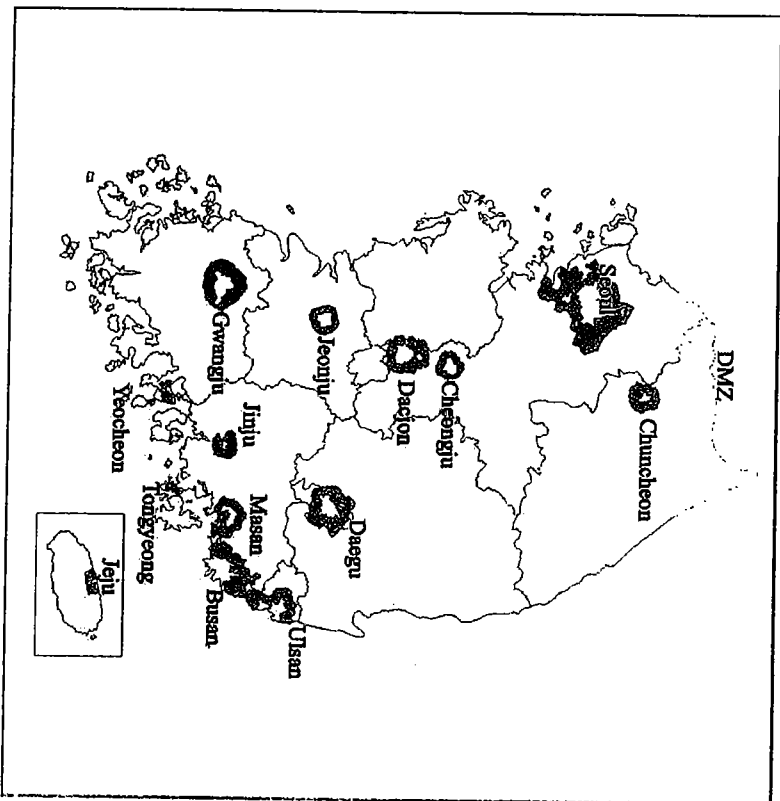 DMZ
Chuncheon
Seoul
Cheongju
Daejon
Daegu
Jeonju
Ulsan
Masan
Busan
Gwangju
Jinju
Tongyeong
Yeocheon
Jeju